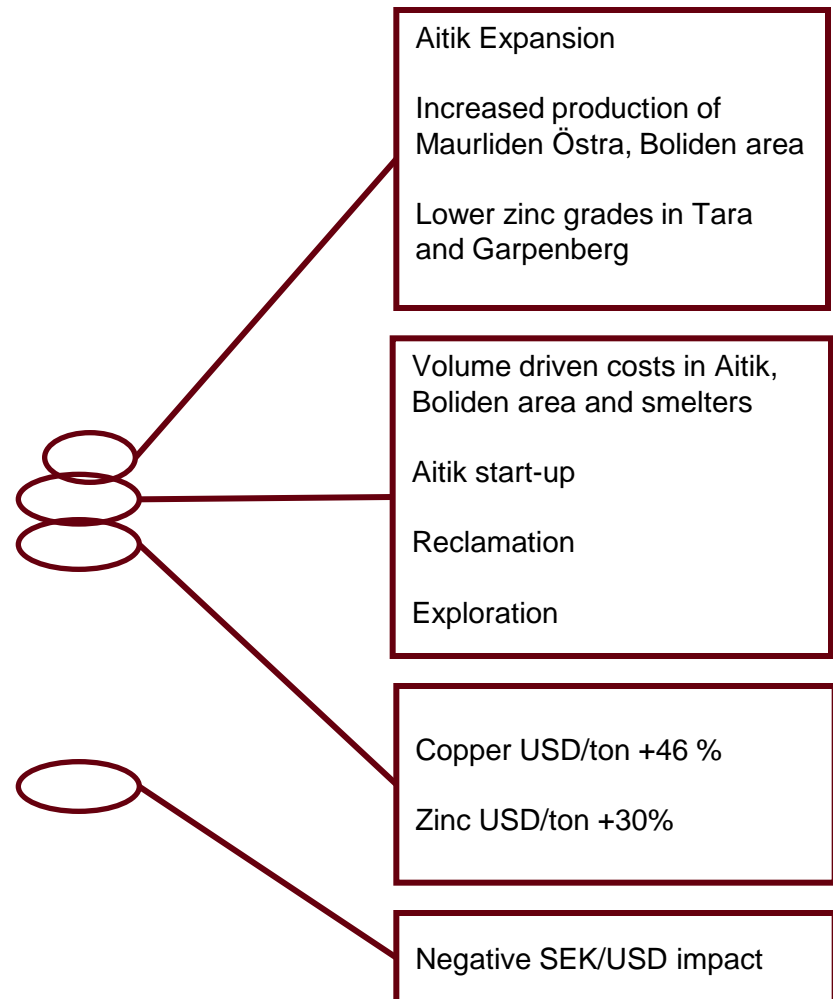 Aitik Expansion
Increased production of
Maurliden Östra, Boliden area
Lower zinc grades in Tara
and Garpenberg
Volume driven costs in Aitik,
Boliden area and smelters
Aitik start-up
Reclamation
Exploration
Copper USD/ton +46 %
Zinc USD/ton +30%
Negative SEK/USD impact